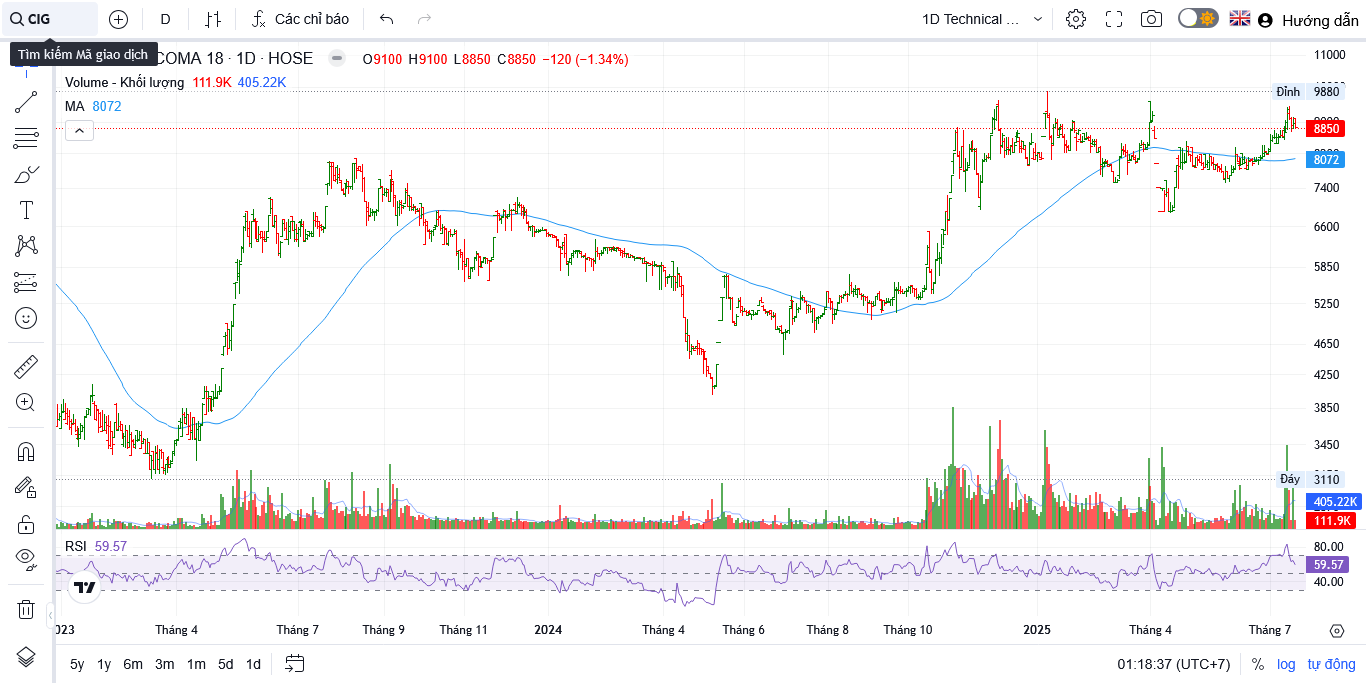 CIG
D
Các chỉ báo
1D Technical ...
Hướng dẫn
Tìm kiếm Mã giao dịch
COMA 18 · 1D · HOSE
O9100 H9100 L8850 C8850 −120 (−1.34%)
Volume - Khối lượng 111.9K 405.22K
MA 8072
11000
Đỉnh 9880
8850
8072
7400
6600
5850
5250
4650
4250
3850
3450
Đáy 3110
405.22K
111.9K
RSI 59.57
80.00
59.57
40.00
023 Tháng 4 Tháng 7 Tháng 9 Tháng 11 2024 Tháng 4 Tháng 6 Tháng 8 Tháng 10 2025 Tháng 4 Tháng 7
5y 1y 6m 3m 1m 5d 1d
01:18:37 (UTC+7) % log tự động